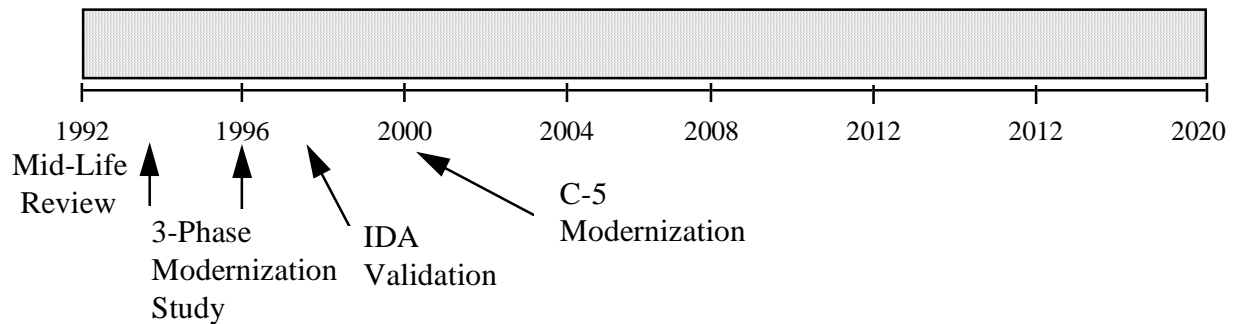 1992 1996 2000 2004 2008 2012 2012 2020
Mid-Life
Review
3-Phase
Modernization
Study
IDA
Validation
C-5
Modernization